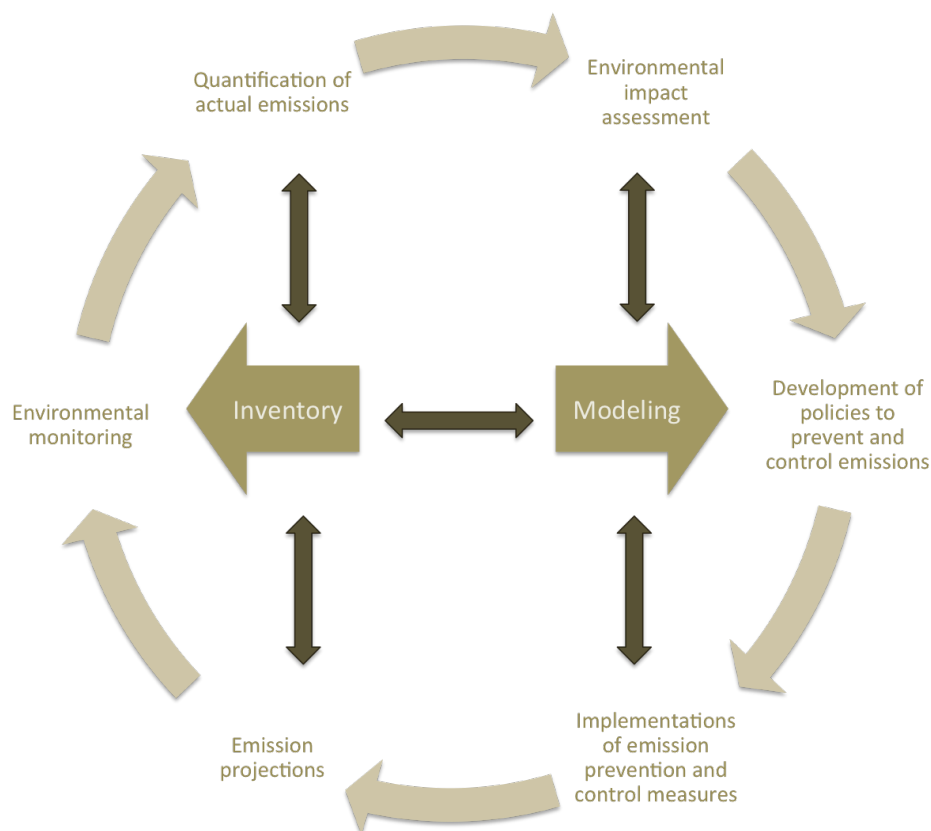 Quantification of
actual emissions
Environmental
impact
assessment
Environmental
monitoring
Inventory
Modeling
Development of
policies to
prevent and
control emissions
Emission
projections
Implementations
of emission
prevention and
control measures